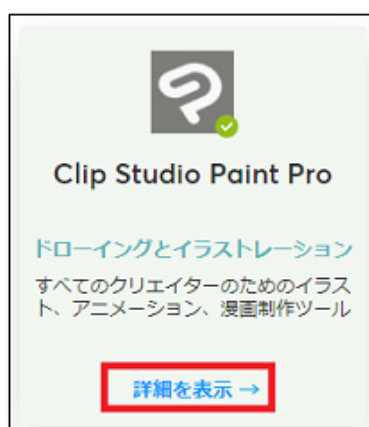 Clip Studio Paint Pro
ドローイングとイラストレーション
すべてのクリエイターのためのイラス
ト、アニメーション、漫画制作ツール
詳細を表示 →